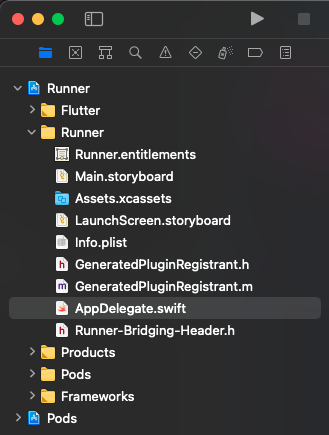 Runner
Flutter
Runner
Runner.entitlements
Main.storyboard
Assets.xcassets
LaunchScreen.storyboard
Info.plist
GeneratedPluginRegistrant.h
GeneratedPluginRegistrant.m
AppDelegate.swift
Runner-Bridging-Header.h
Products
Pods
Frameworks
Pods